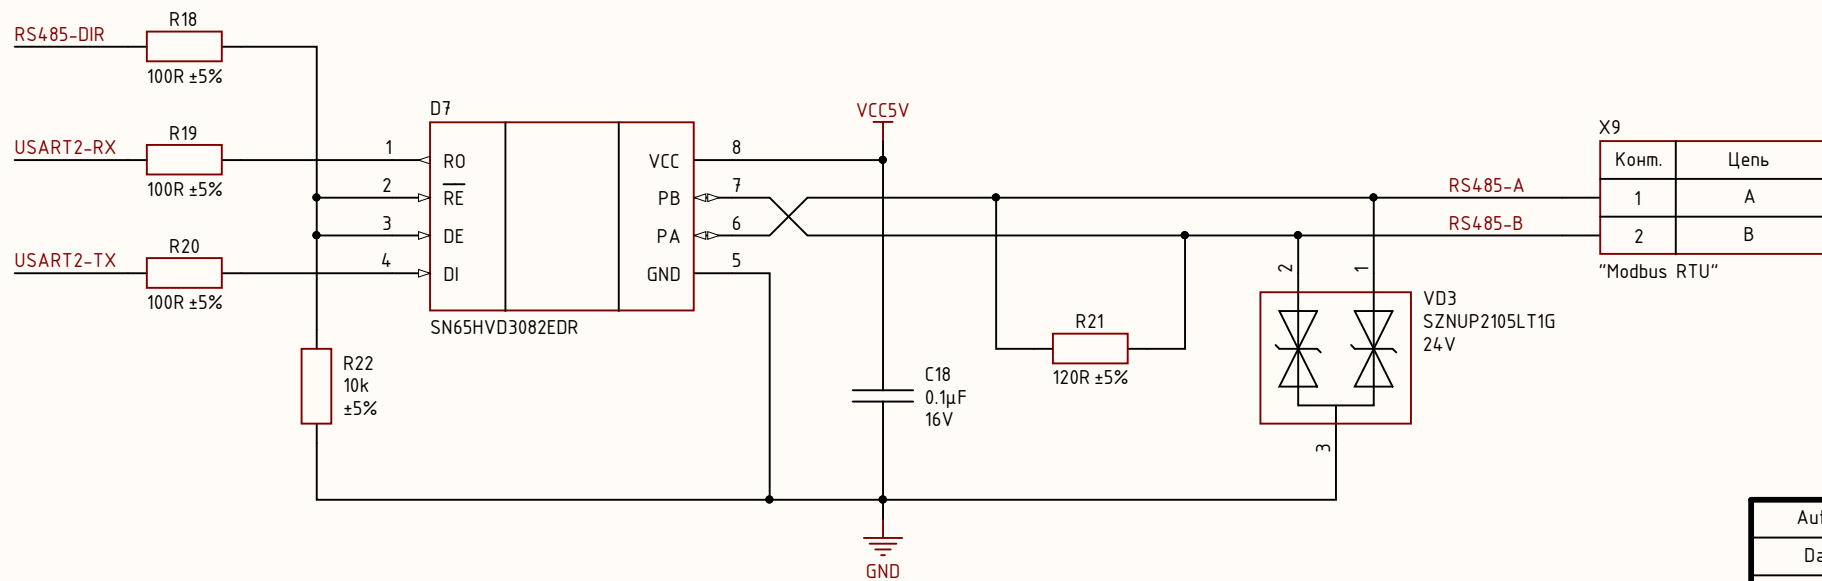 RS485-DIR
R18
100R ±5%
USART2-RX
R19
100R ±5%
USART2-TX
R20
100R ±5%
R22
10k
±5%
D7
1
RO
2
RE
3
DE
4
DI
VCC
8
PB
7
PA
6
GND
5
SN65HVD3082EDR
VCC5V
C18
0.1µF
16V
GND
R21
120R ±5%
RS485-A
RS485-B
2
1
3
VD3
SZNUP2105LT1G
24V
X9
Конт. Цепь
1 A
2 B
"Modbus RTU"